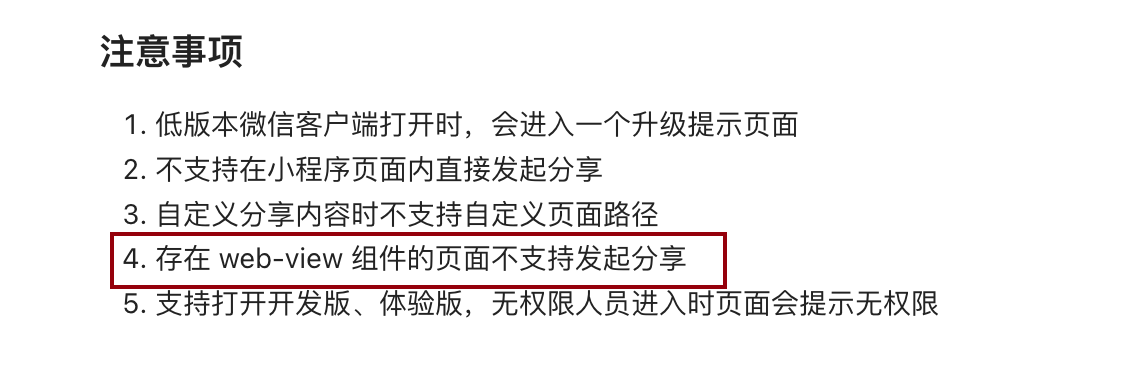 注意事项
1. 低版本微信客户端打开时，会进入一个升级提示页面
2. 不支持在小程序页面内直接发起分享
3. 自定义分享内容时不支持自定义页面路径
4. 存在 web-view 组件的页面不支持发起分享
5. 支持打开开发版、体验版，无权限人员进入时页面会提示无权限